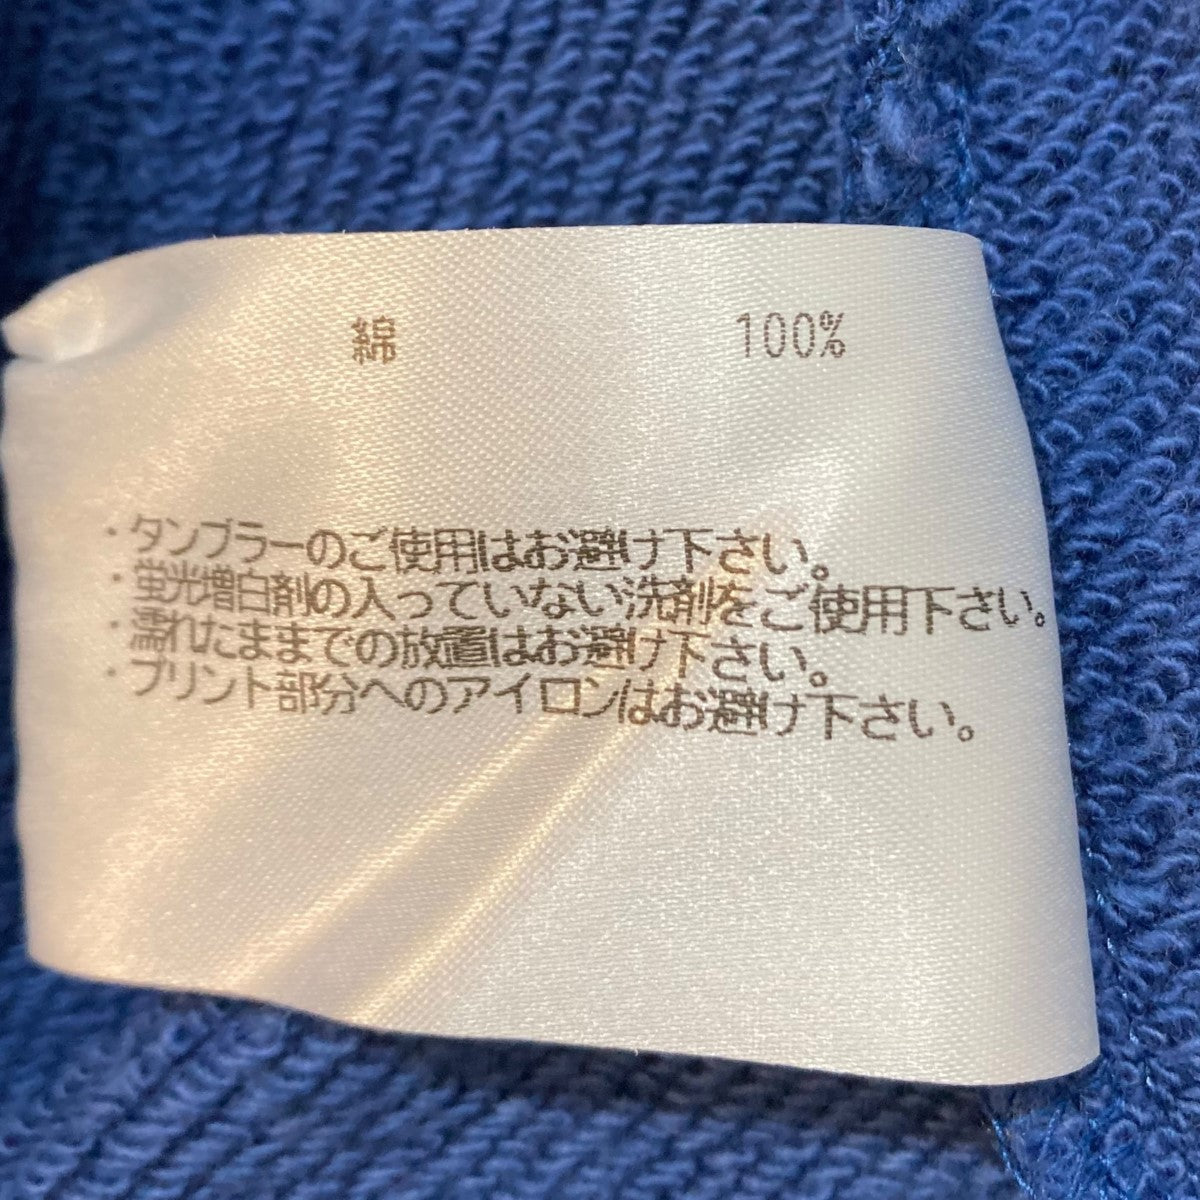 綿 100%
・タンブラーのご使用はお避け下さい。
・蛍光増白剤の入っていない洗剤をご使用下さい。
・濡れたままでの放置はお避け下さい。
・プリント部分へのアイロンはお避け下さい。